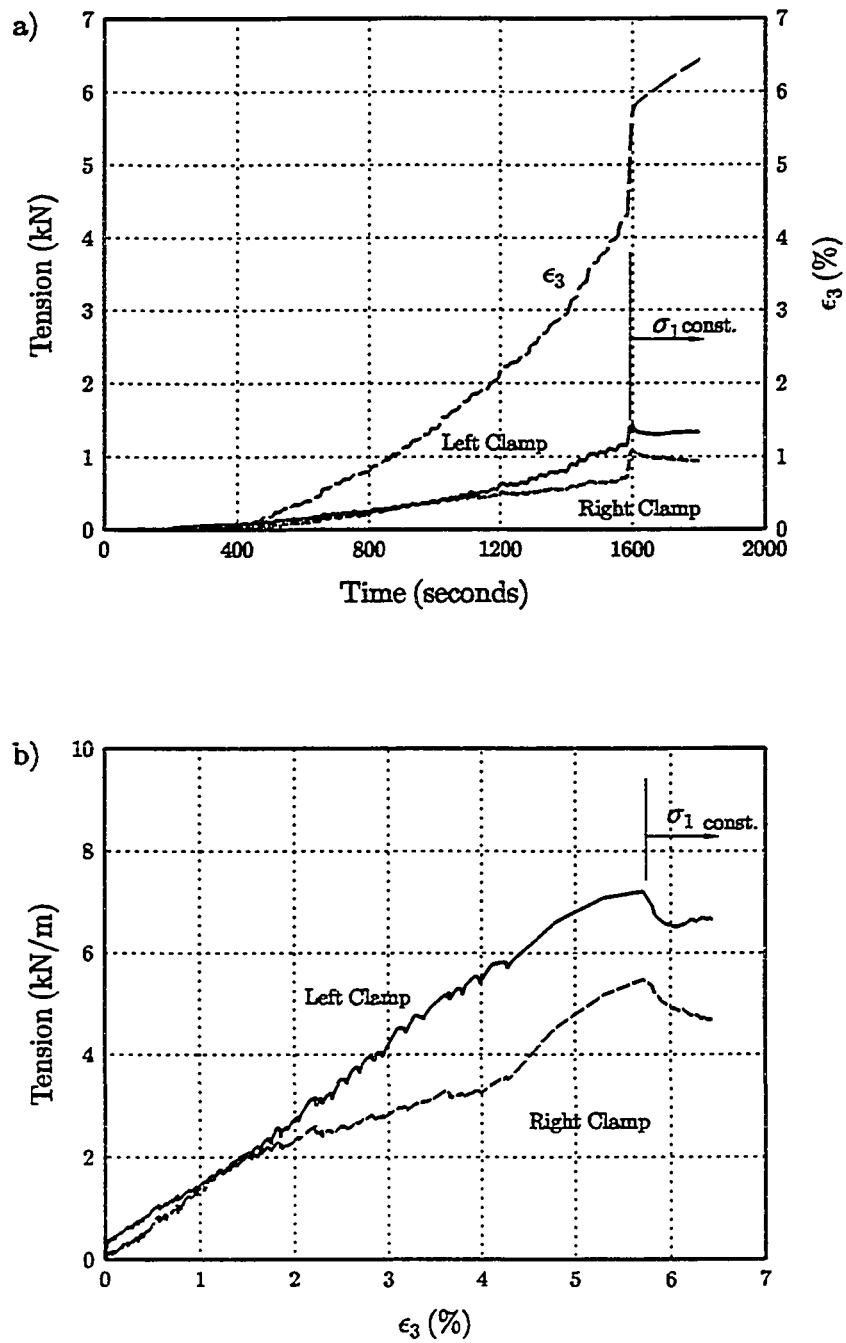 a)
7
6
5
4
3
2
1
0
Tension (kN)
7
6
5
4
3
2
1
0
ϵ3 (%)
ϵ3
σ1 const.
Left Clamp
Right Clamp
0 400 800 1200 1600 2000
Time (seconds)
b)
10
8
6
4
2
0
Tension (kN/m)
σ1 const.
Left Clamp
Right Clamp
0 1 2 3 4 5 6 7
ϵ3 (%)